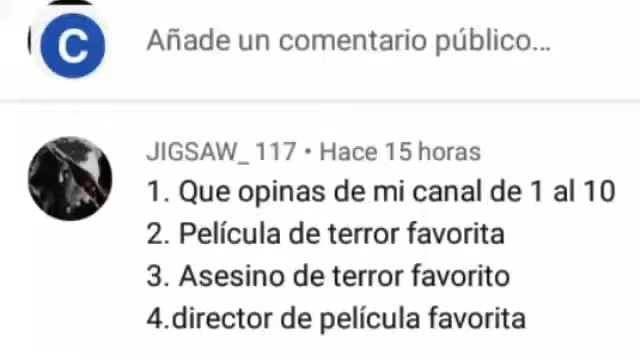 C
Añade un comentario público...
JIGSAW_ 117 • Hace 15 horas
1. Que opinas de mi canal de 1 al 10
2. Película de terror favorita
3. Asesino de terror favorito
4.director de película favorita